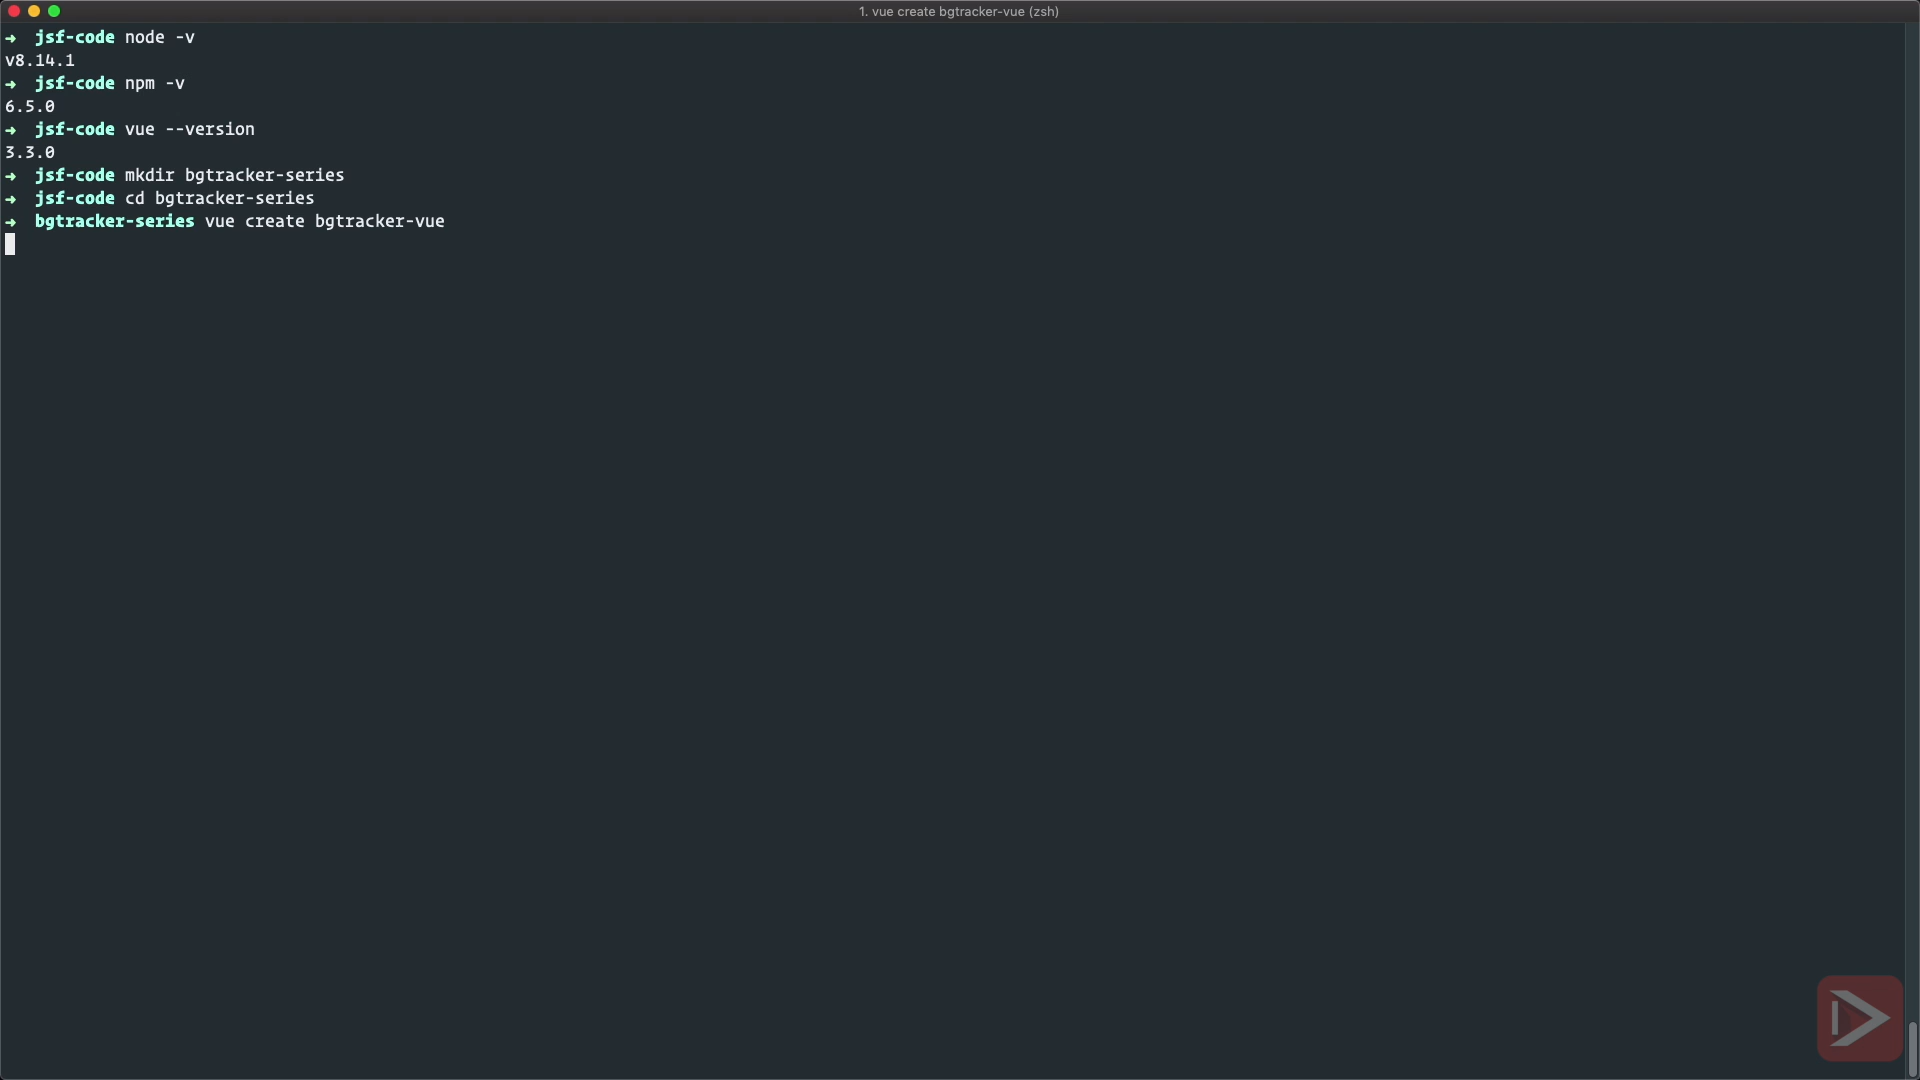 1. vue create bgtracker-vue (zsh)
➜ jsf-code node -v
v8.14.1
➜ jsf-code npm -v
6.5.0
➜ jsf-code vue --version
3.3.0
➜ jsf-code mkdir bgtracker-series
➜ jsf-code cd bgtracker-series
➜ bgtracker-series vue create bgtracker-vue